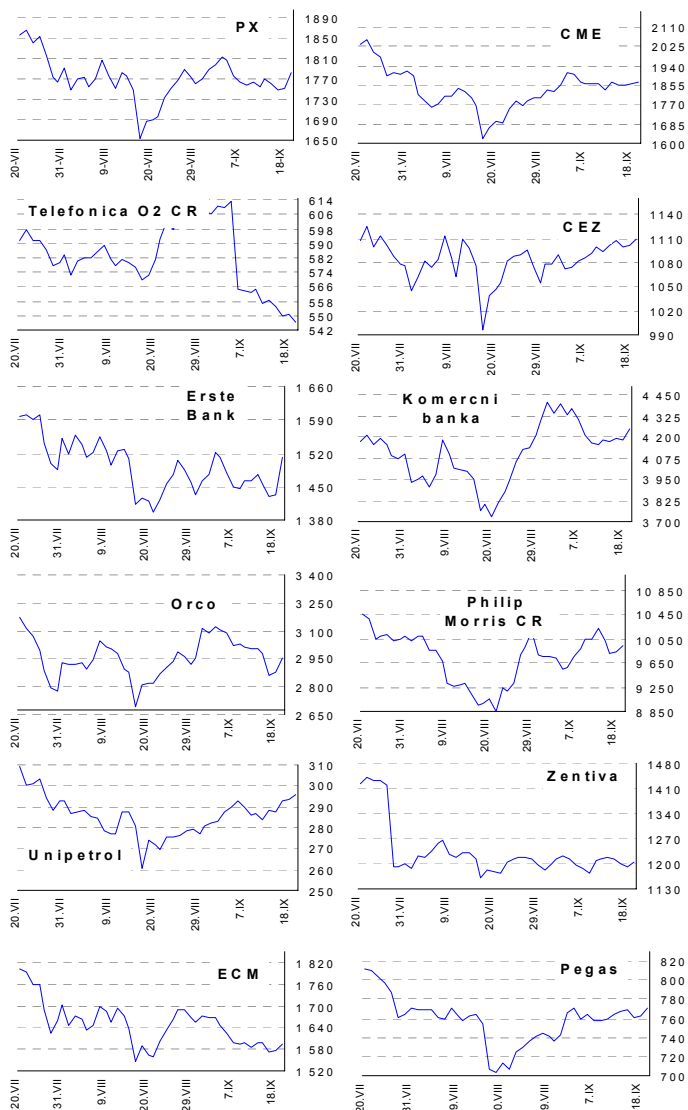 PX
1890
1850
1810
1770
1730
1690
1650
20-VII
31-VII
9-VIII
20-VIII
29-VIII
7-IX
18-IX
CME
2110
2025
1940
1855
1770
1685
1600
20.VII
31.VII
9.VIII
20.VIII
29.VIII
7.IX
18.IX
Telefonica O2 CR
614
606
598
590
582
574
566
558
550
542
20.VII
31.VII
9.VIII
20.VIII
29.VIII
7.IX
18.IX
CEZ
1140
1110
1080
1050
1020
990
20.VII
31.VII
9.VIII
20.VIII
29.VIII
7.IX
18.IX
Erste
Bank
1 660
1 590
1 520
1 450
1 380
20.VII
31.VII
9.VIII
20.VIII
29.VIII
7.IX
18.IX
Komercni
banka
4 450
4 325
4 200
4 075
3 950
3 825
3 700
20.VII
31.VII
9.VIII
20.VIII
29.VIII
7.IX
18.IX
Orco
3 400
3 250
3 100
2 950
2 800
2 650
20.VII
31.VII
9.VIII
20.VIII
29.VIII
7.IX
18.IX
Philip
Morris CR
10 850
10 450
10 050
9 650
9 250
8 850
20.VII
31.VII
9.VIII
20.VIII
29.VIII
7.IX
18.IX
Unipetrol
310
290
280
270
260
250
20.VII
31.VII
9.VIII
20.VIII
29.VIII
7.IX
18.IX
Zentiva
1480
1410
1340
1270
1200
1130
20.VII
31.VII
9.VIII
20.VIII
29.VIII
7.IX
18.IX
ECM
1 820
1 760
1 700
1 640
1 580
1 520
20.VII
31.VII
9.VIII
20.VIII
29.VIII
7.IX
18.IX
Pegas
820
800
780
760
740
720
700
20.VII
31.VII
9.VIII
20.VIII
29.VIII
7.IX
18.IX